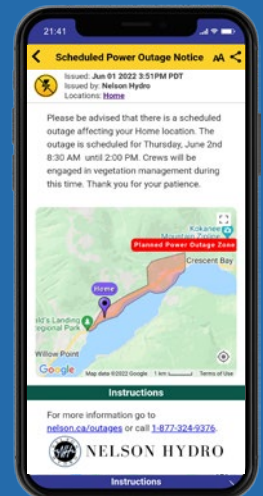 21:41
Scheduled Power Outage Notice AA
Issued: Jun 01 2022 3:51PM PDT
Issued by: Nelson Hydro
Locations: Home
Please be advised that there is a scheduled
outage affecting your Home location. The
outage is scheduled for Thursday, June 2nd
8:30 AM until 2:00 PM. Crews will be
engaged in vegetation management during
this time. Thank you for your patience.
Kokanee
Mountain Zipline
Planned Power Outage Zone
Crescent Bay
Home
ild's Landing
egional Park
Willow Point
Google Map data ©2022 Google 1 km Terms of Use
Instructions
For more information go to
nelson.ca/outages or call 1-877-324-9376.
NELSON HYDRO
Instructions